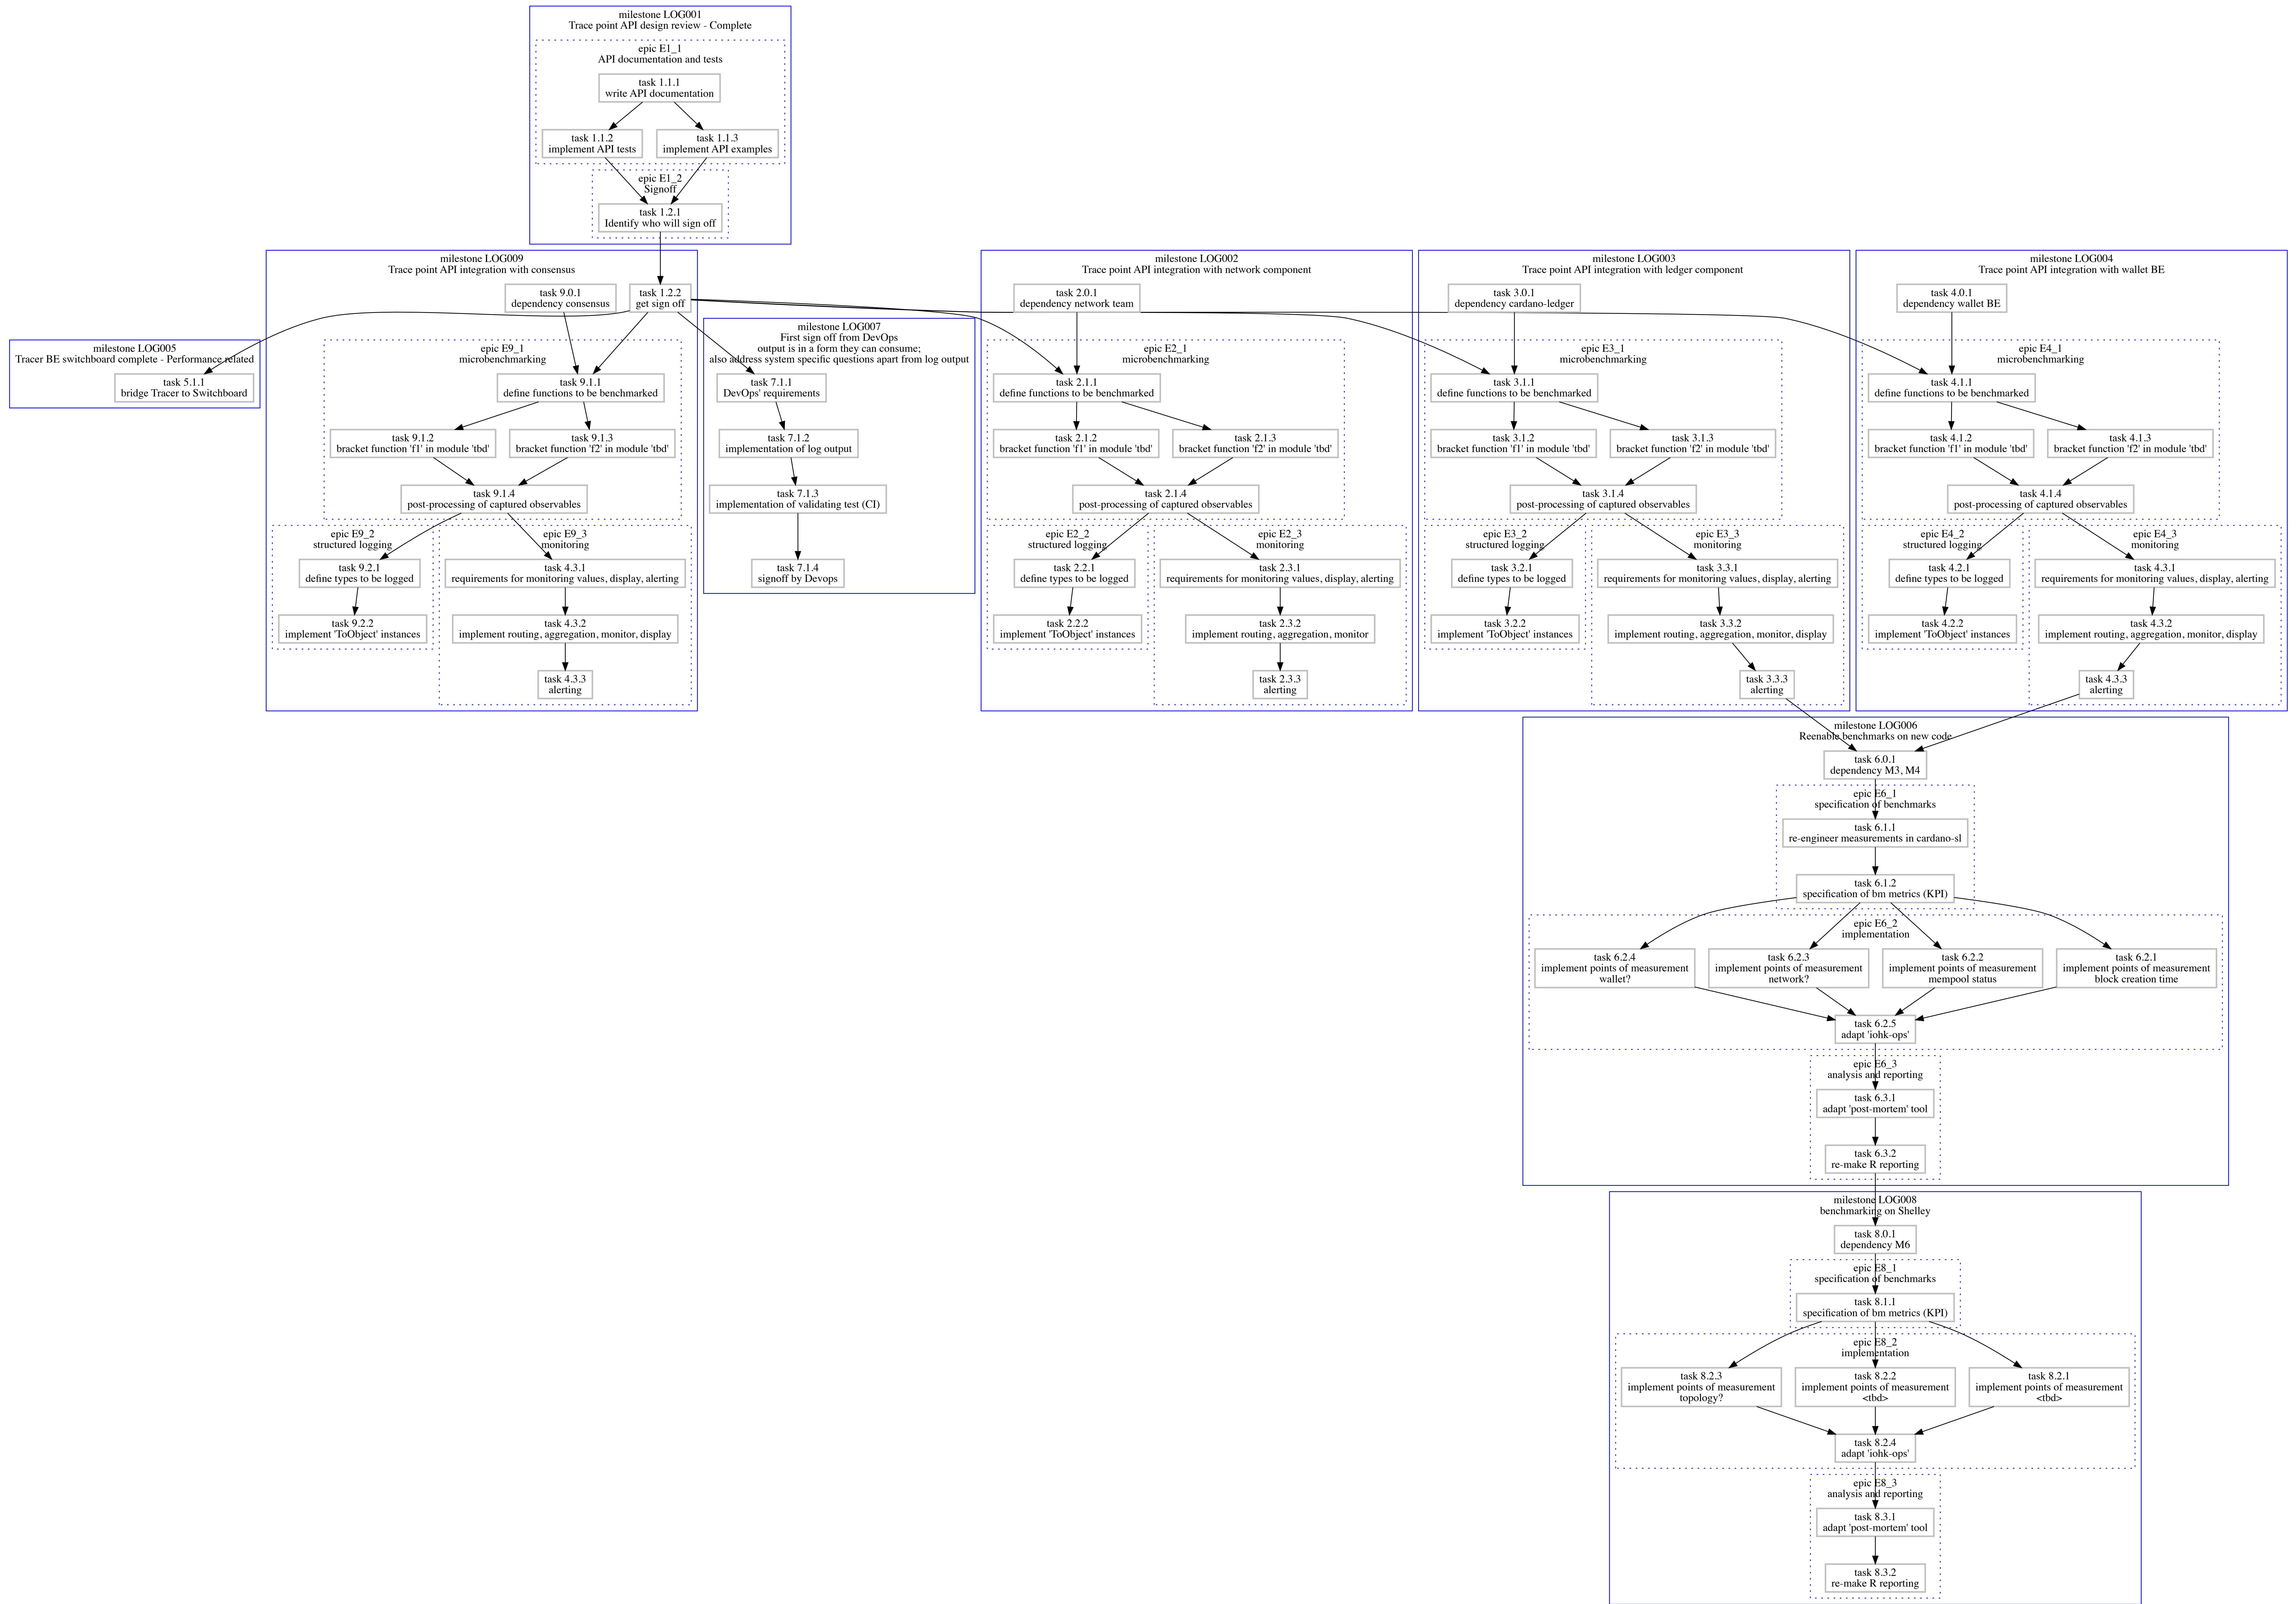 milestone LOG001
Trace point API design review - Complete
epic E1_1
API documentation and tests
task 1.1.1
write API documentation
task 1.1.2
implement API tests
task 1.1.3
implement API examples
epic E1_2
Signoff
task 1.2.1
Identify who will sign off
milestone LOG009
Trace point API integration with consensus
task 9.0.1
dependency consensus
task 1.2.2
get sign off
epic E9_1
microbenchmarking
task 9.1.1
define functions to be benchmarked
task 9.1.2
bracket function 'f1' in module 'tbd'
task 9.1.3
bracket function 'f2' in module 'tbd'
task 9.1.4
post-processing of captured observables
epic E9_2
structured logging
task 9.2.1
define types to be logged
task 9.2.2
implement 'ToObject' instances
epic E9_3
monitoring
task 4.3.1
requirements for monitoring values, display, alerting
task 4.3.2
implement routing, aggregation, monitor, display
task 4.3.3
alerting
milestone LOG005
Tracer BE switchboard complete - Performance related
task 5.1.1
bridge Tracer to Switchboard
milestone LOG007
First sign off from DevOps
output is in a form they can consume;
also address system specific questions apart from log output
task 7.1.1
DevOps' requirements
task 7.1.2
implementation of log output
task 7.1.3
implementation of validating test (CI)
task 7.1.4
signoff by Devops
milestone LOG002
Trace point API integration with network component
task 2.0.1
dependency network team
epic E2_1
microbenchmarking
task 2.1.1
define functions to be benchmarked
task 2.1.2
bracket function 'f1' in module 'tbd'
task 2.1.3
bracket function 'f2' in module 'tbd'
task 2.1.4
post-processing of captured observables
epic E2_2
structured logging
task 2.2.1
define types to be logged
task 2.2.2
implement 'ToObject' instances
epic E2_3
monitoring
task 2.3.1
requirements for monitoring values, display, alerting
task 2.3.2
implement routing, aggregation, monitor
task 2.3.3
alerting
milestone LOG003
Trace point API integration with ledger component
task 3.0.1
dependency cardano-ledger
epic E3_1
microbenchmarking
task 3.1.1
define functions to be benchmarked
task 3.1.2
bracket function 'f1' in module 'tbd'
task 3.1.3
bracket function 'f2' in module 'tbd'
task 3.1.4
post-processing of captured observables
epic E3_2
structured logging
task 3.2.1
define types to be logged
task 3.2.2
implement 'ToObject' instances
epic E3_3
monitoring
task 3.3.1
requirements for monitoring values, display, alerting
task 3.3.2
implement routing, aggregation, monitor, display
task 3.3.3
alerting
milestone LOG004
Trace point API integration with wallet BE
task 4.0.1
dependency wallet BE
epic E4_1
microbenchmarking
task 4.1.1
define functions to be benchmarked
task 4.1.2
bracket function 'f1' in module 'tbd'
task 4.1.3
bracket function 'f2' in module 'tbd'
task 4.1.4
post-processing of captured observables
epic E4_2
structured logging
task 4.2.1
define types to be logged
task 4.2.2
implement 'ToObject' instances
epic E4_3
monitoring
task 4.3.1
requirements for monitoring values, display, alerting
task 4.3.2
implement routing, aggregation, monitor, display
task 4.3.3
alerting
milestone LOG006
Reenable benchmarks on new code
task 6.0.1
dependency M3, M4
epic E6_1
specification of benchmarks
task 6.1.1
re-engineer measurements in cardano-sl
task 6.1.2
specification of bm metrics (KPI)
epic E6_2
implementation
task 6.2.4
implement points of measurement
wallet?
task 6.2.3
implement points of measurement
network?
task 6.2.2
implement points of measurement
mempool status
task 6.2.1
implement points of measurement
block creation time
task 6.2.5
adapt 'iohk-ops'
epic E6_3
analysis and reporting
task 6.3.1
adapt 'post-mortem' tool
task 6.3.2
re-make R reporting
milestone LOG008
benchmarking on Shelley
task 8.0.1
dependency M6
epic E8_1
specification of benchmarks
task 8.1.1
specification of bm metrics (KPI)
epic E8_2
implementation
task 8.2.3
implement points of measurement
topology?
task 8.2.2
implement points of measurement
<tbd>
task 8.2.1
implement points of measurement
<tbd>
task 8.2.4
adapt 'iohk-ops'
epic E8_3
analysis and reporting
task 8.3.1
adapt 'post-mortem' tool
task 8.3.2
re-make R reporting